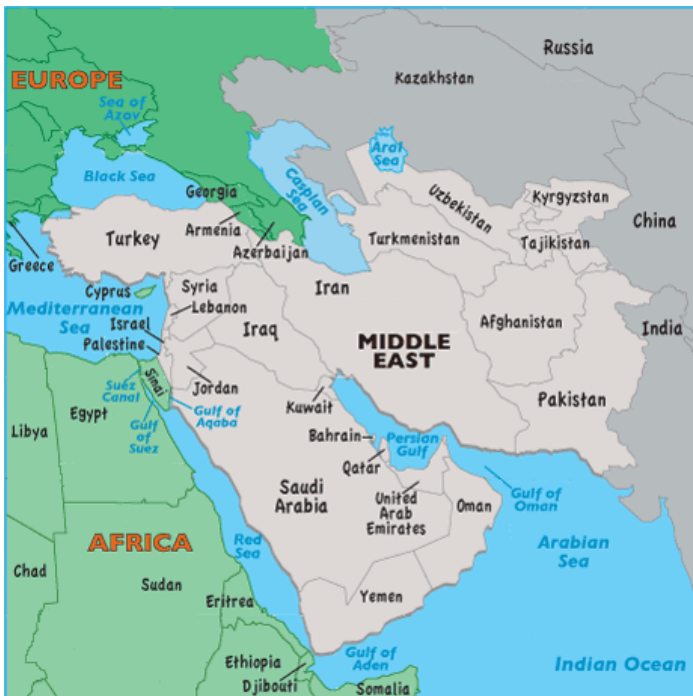 Russia
Kazakhstan
EUROPE
Sea of
Azov
Aral
Sea
Black Sea
Caspian
Sea
Georgia
Uzbekistan
Kyrgyzstan
China
Armenia
Turkey
Turkmenistan
Tajikistan
Azerbaijan
Greece
Cyprus
Syria
Iran
Lebanon
Mediterranean
Sea
Israel
Iraq
Afghanistan
India
Palestine
MIDDLE
EAST
Sinai
Suez
Canal
Jordan
Pakistan
Gulf of
Aqaba
Kuwait
Egypt
Libya
Gulf
of
Suez
Bahrain
Persian
Gulf
Qatar
Saudi
Arabia
United
Arab
Emirates
Oman
Gulf of
Oman
AFRICA
Red
Sea
Arabian
Sea
Chad
Sudan
Yemen
Eritrea
Gulf of
Aden
Ethiopia
Djibouti
Somalia
Indian Ocean